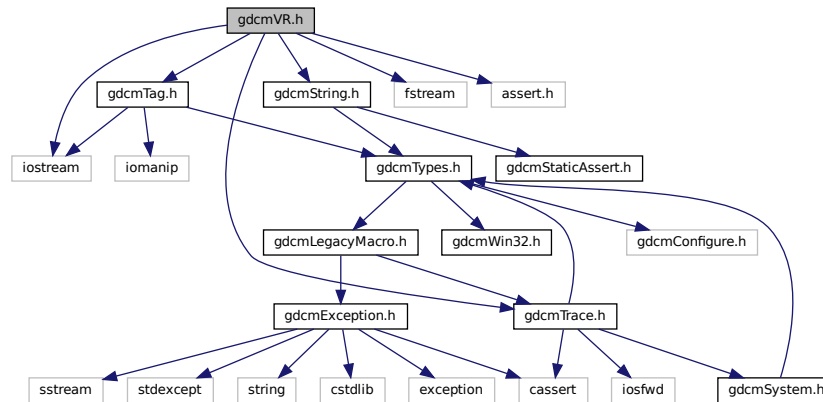 gdcmVR.h
gdcmTag.h
gdcmString.h
fstream
assert.h
iostream
iomanip
gdcmTypes.h
gdcmStaticAssert.h
gdcmLegacyMacro.h
gdcmWin32.h
gdcmConfigure.h
gdcmException.h
gdcmTrace.h
sstream
stdexcept
string
cstdlib
exception
cassert
iosfwd
gdcmSystem.h